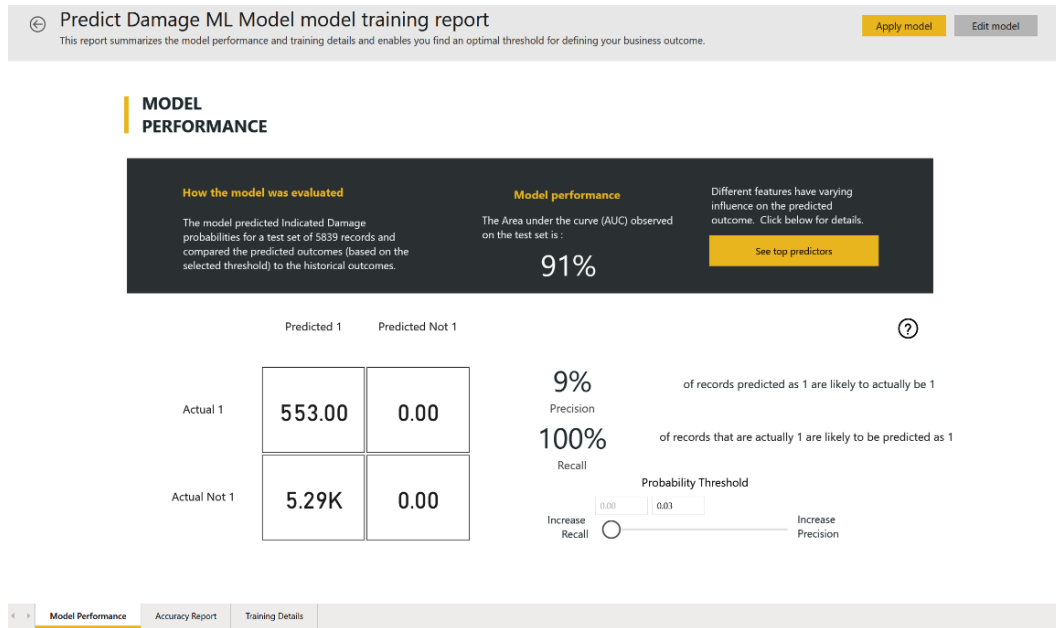 Predict Damage ML Model model training report
This report summarizes the model performance and training details and enables you find an optimal threshold for defining your business outcome.
Apply model
Edit model
MODEL
PERFORMANCE
How the model was evaluated
The model predicted Indicated Damage
probabilities for a test set of 5839 records and
compared the predicted outcomes (based on the
selected threshold) to the historical outcomes.
Model performance
The Area under the curve (AUC) observed
on the test set is :
91%
Different features have varying
influence on the predicted
outcome. Click below for details.
See top predictors
Predicted 1
Predicted Not 1
?
Actual 1
553.00
0.00
Actual Not 1
5.29K
0.00
9%
Precision
of records predicted as 1 are likely to actually be 1
100%
Recall
of records that are actually 1 are likely to be predicted as 1
Probability Threshold
0.00
0.03
Increase
Recall
Increase
Precision
Model Performance
Accuracy Report
Training Details